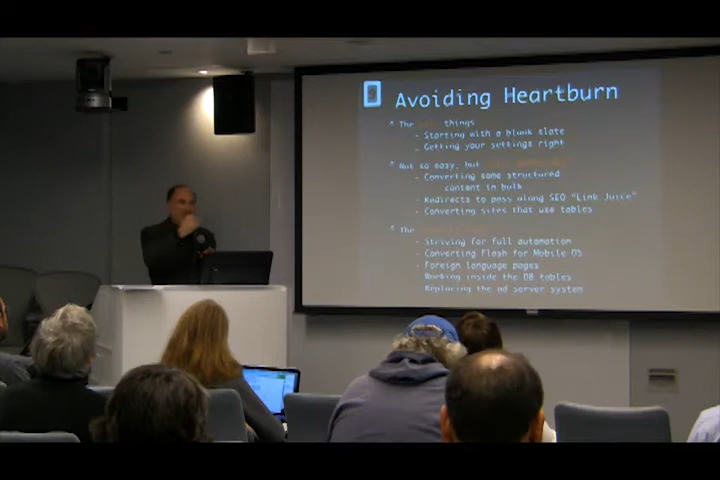 Avoiding Heartburn
* The things
- Starting with a blank slate
- Getting your settings right
* Not so easy, but
- Converting some structured
content in bulk
- Redirects to pass along SEO "Link Juice"
- Converting sites that use tables
* The
- Striving for full automation
- Converting Flash for Mobile OS
- Foreign language pages
- Working inside the DB tables
- Replacing the ad server system